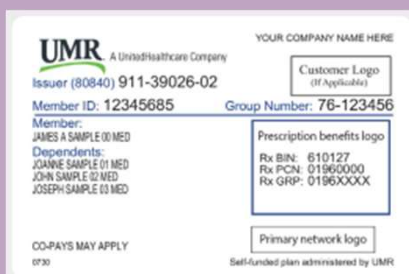 YOUR COMPANY NAME HERE
UMR A UnitedHealthcare Company
Customer Logo
(If Applicable)
Issuer (80840) 911-39026-02
Member ID: 12345685 Group Number: 76-123456
Member:
JAMES A SAMPLE 00 MED
Dependents:
JOANNE SAMPLE 01 MED
JOHN SAMPLE 02 MED
JOSEPH SAMPLE 03 MED
Prescription benefits logo
Rx BIN: 610127
Rx PCN: 01960000
Rx GRP: 0196XXXX
CO-PAYS MAY APPLY
Primary network logo
0730 Self-funded plan administered by UMR